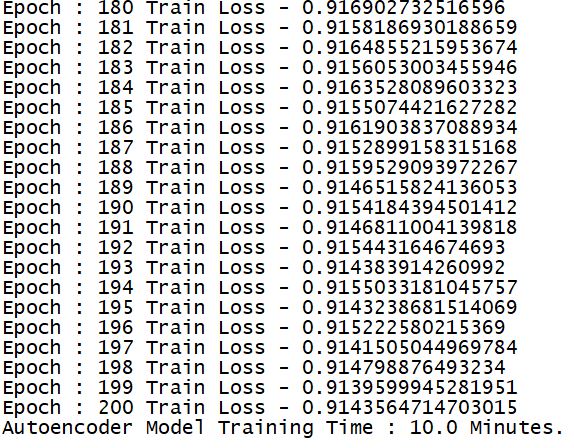 Epoch : 180 Train Loss - 0.916902732516596
Epoch : 181 Train Loss - 0.9158186930188659
Epoch : 182 Train Loss - 0.9164855215953674
Epoch : 183 Train Loss - 0.9156053003455946
Epoch : 184 Train Loss - 0.9163528089603323
Epoch : 185 Train Loss - 0.9155074421627282
Epoch : 186 Train Loss - 0.9161903837088934
Epoch : 187 Train Loss - 0.9152899158315168
Epoch : 188 Train Loss - 0.9159529093972267
Epoch : 189 Train Loss - 0.9146515824136053
Epoch : 190 Train Loss - 0.9154184394501412
Epoch : 191 Train Loss - 0.9146811004139818
Epoch : 192 Train Loss - 0.915443164674693
Epoch : 193 Train Loss - 0.914383914260992
Epoch : 194 Train Loss - 0.9155033181045757
Epoch : 195 Train Loss - 0.9143238681514069
Epoch : 196 Train Loss - 0.915222580215369
Epoch : 197 Train Loss - 0.9141505044969784
Epoch : 198 Train Loss - 0.914798876493234
Epoch : 199 Train Loss - 0.9139599945281951
Epoch : 200 Train Loss - 0.9143564714703015
Autoencoder Model Training Time : 10.0 Minutes.